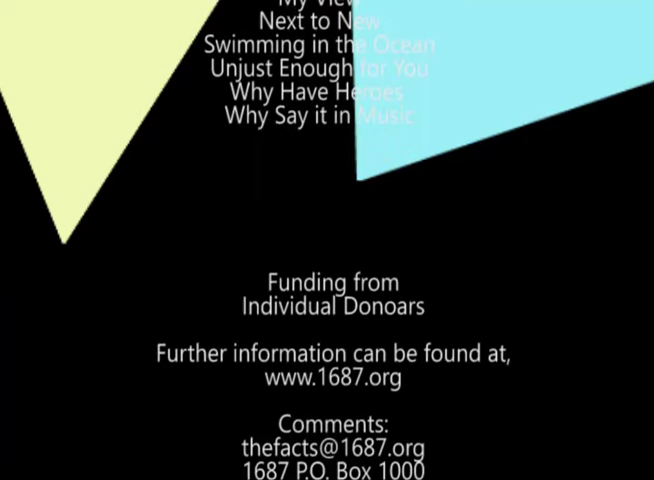 My View
Next to New
Swimming in the Ocean
Unjust Enough for You
Why Have Heroes
Why Say it in Music
Funding from
Individual Donoars
Further information can be found at,
www.1687.org
Comments:
thefacts@1687.org
1687 P.O. Box 1000